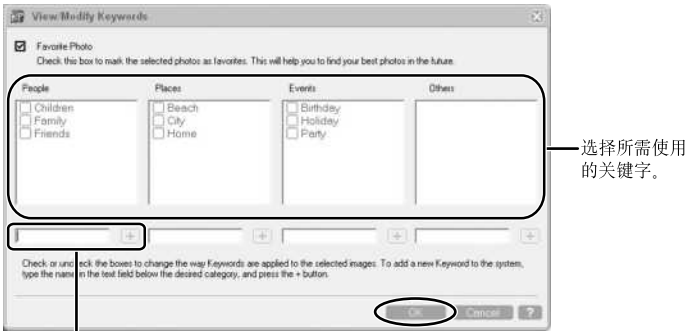 View/Modify Keywords
Favorite Photo
Check this box to mark the selected photos as favorites. This will help you to find your best photos in the future.
People Places Events Others
Children Beach Birthday
Family City Holiday
Friends Home Party
选择所需使用
的关键字。
+ + + +
Check or uncheck the boxes to change the way Keywords are applied to the selected images. To add a new Keyword to the system,
type the name in the text field below the desired category, and press the + button.
OK Cancel ?